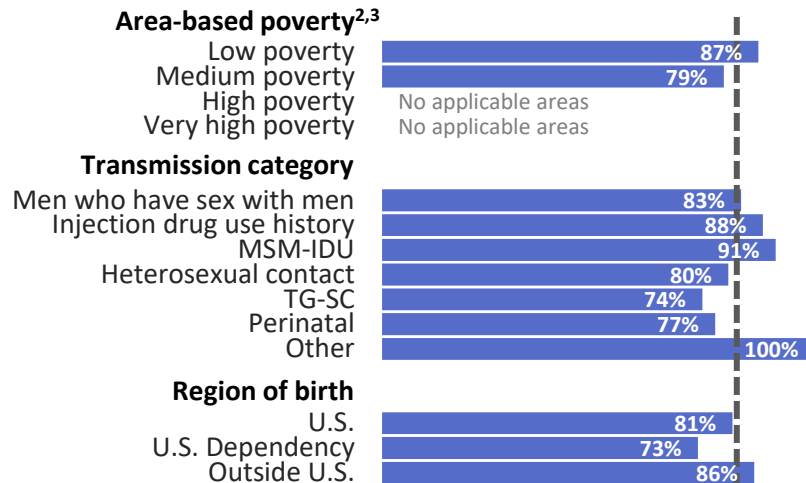 Area-based poverty2,3
Low poverty 87%
Medium poverty 79%
High poverty No applicable areas
Very high poverty No applicable areas
Transmission category
Men who have sex with men 83%
Injection drug use history 88%
MSM-IDU 91%
Heterosexual contact 80%
TG-SC 74%
Perinatal 77%
Other 100%
Region of birth
U.S. 81%
U.S. Dependency 73%
Outside U.S. 86%